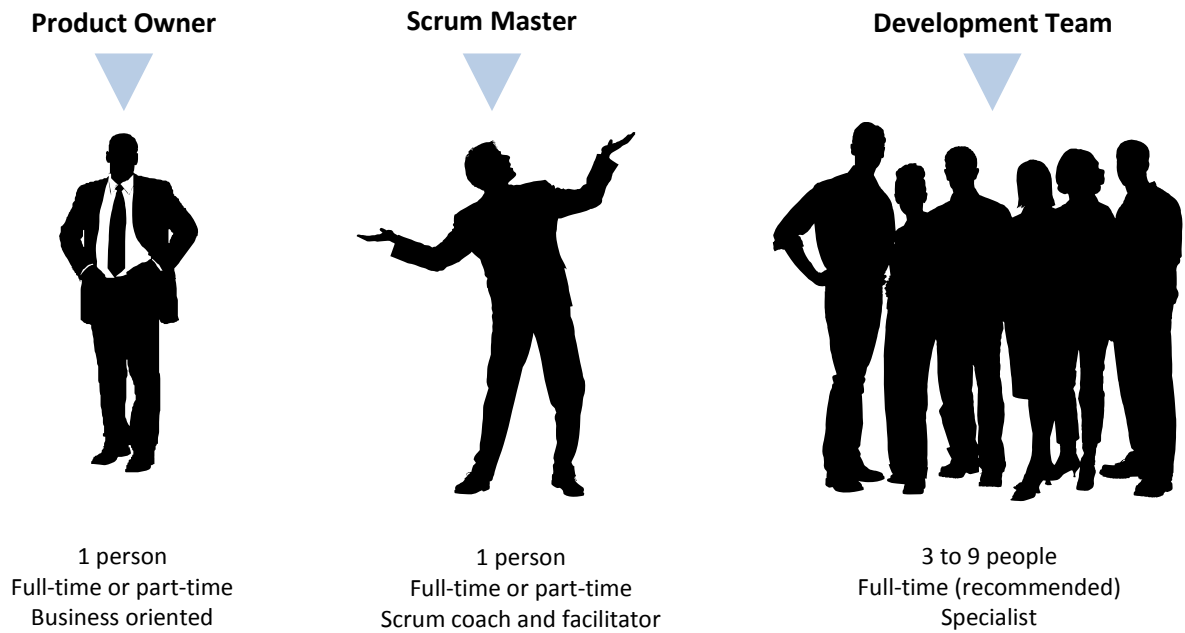 Product Owner
1 person
Full-time or part-time
Business oriented
Scrum Master
1 person
Full-time or part-time
Scrum coach and facilitator
Development Team
3 to 9 people
Full-time (recommended)
Specialist